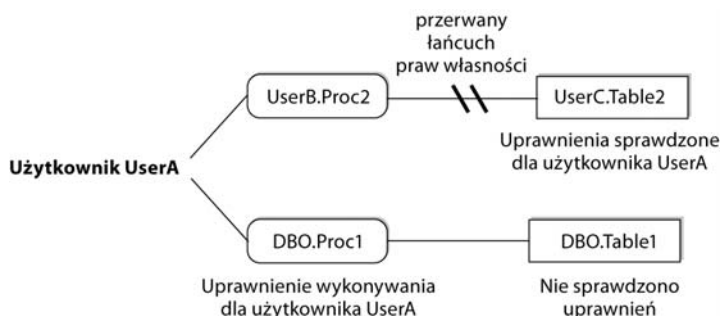 przerwany
łańcuch
praw własności
UserB.Proc2
UserC.Table2
Uprawnienia sprawdzone
dla użytkownika UserA
Użytkownik UserA
DBO.Proc1
DBO.Table1
Uprawnienie wykonywania
dla użytkownika UserA
Nie sprawdzono
uprawnień